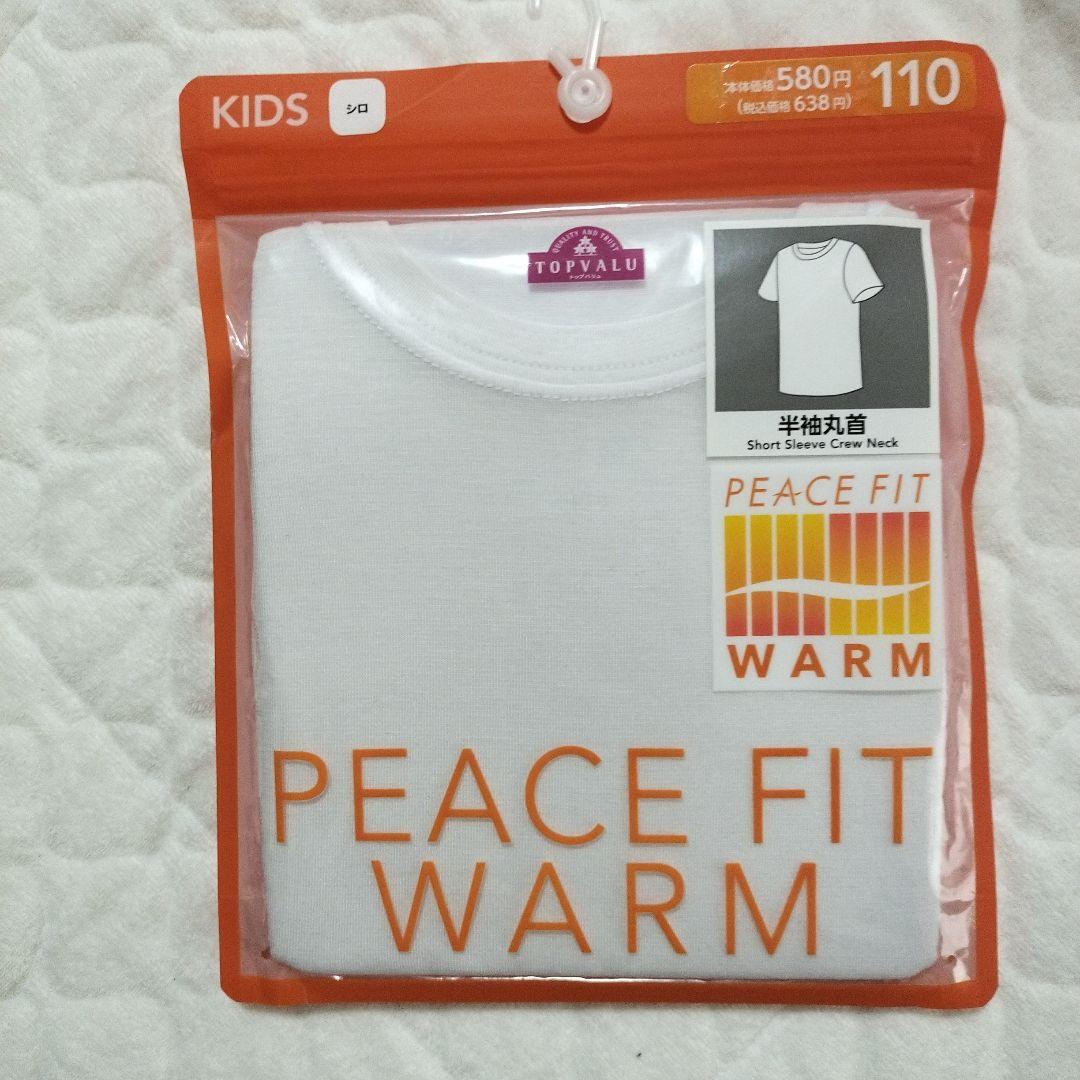 KIDS
シロ
本体価格580円
(税込価格638円)
110
QUALITY AND TRUST
TOPVALU
トップバリュ
半袖丸首
Short Sleeve Crew Neck
PEACE FIT
WARM
PEACE FIT
WARM